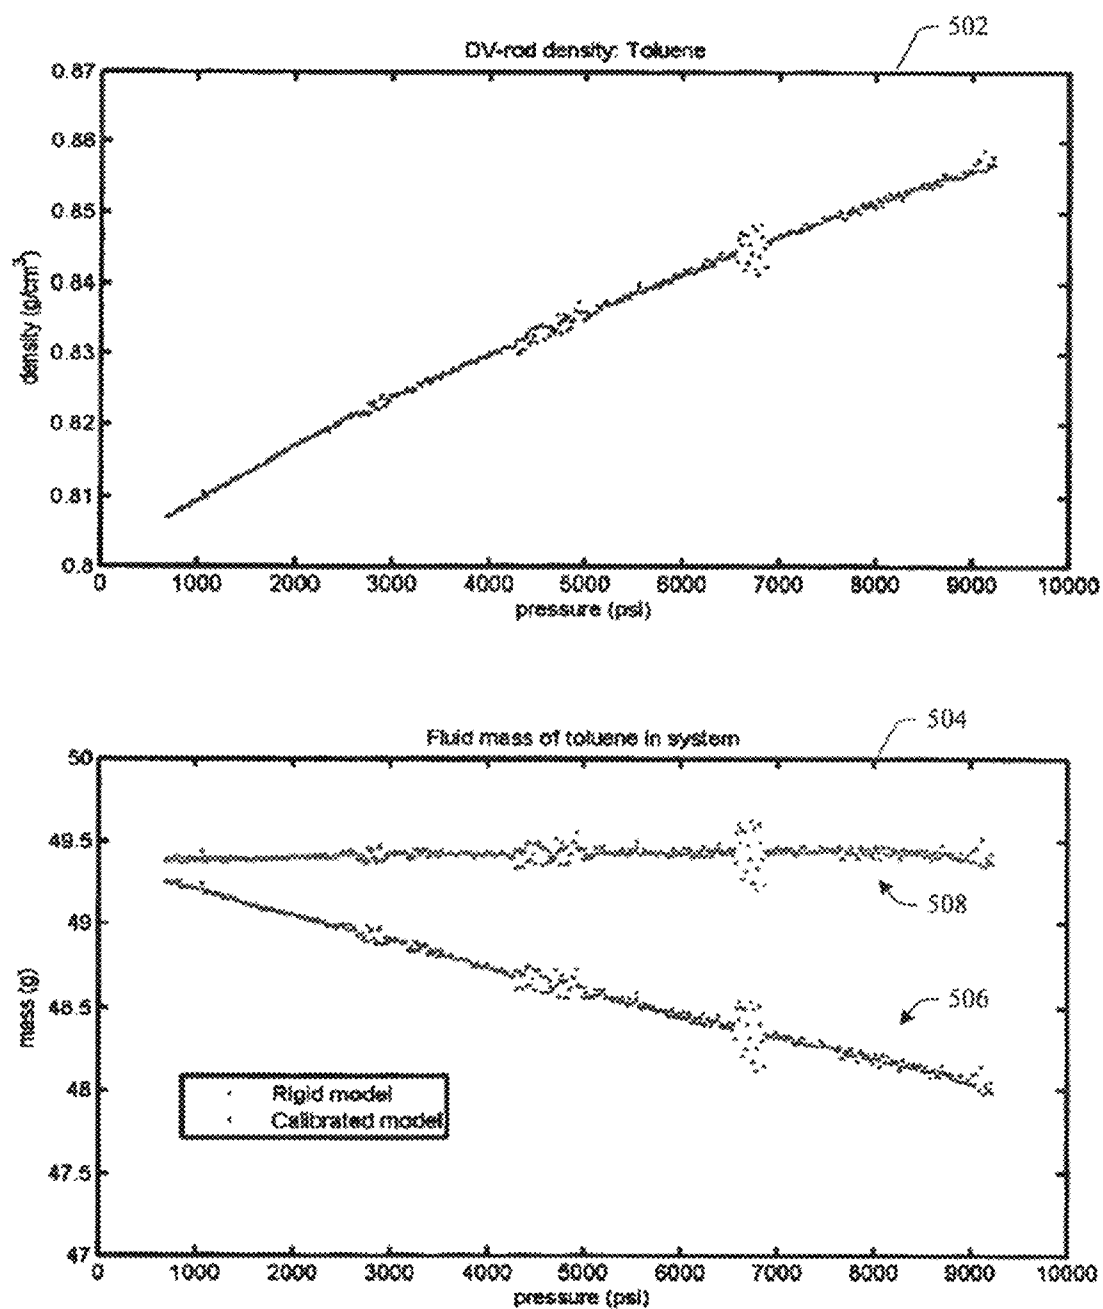 502
DV-rod density: Toluene
0.87
0.86
0.85
0.84
0.83
0.82
0.81
0.8
density (g/cm³)
0 1000 2000 3000 4000 5000 6000 7000 8000 9000 10000
pressure (psi)
504
Fluid mass of toluene in system
50
49.5
49
48.5
48
47.5
47
mass (g)
508
506
Rigid model
Calibrated model
0 1000 2000 3000 4000 5000 6000 7000 8000 9000 10000
pressure (psi)